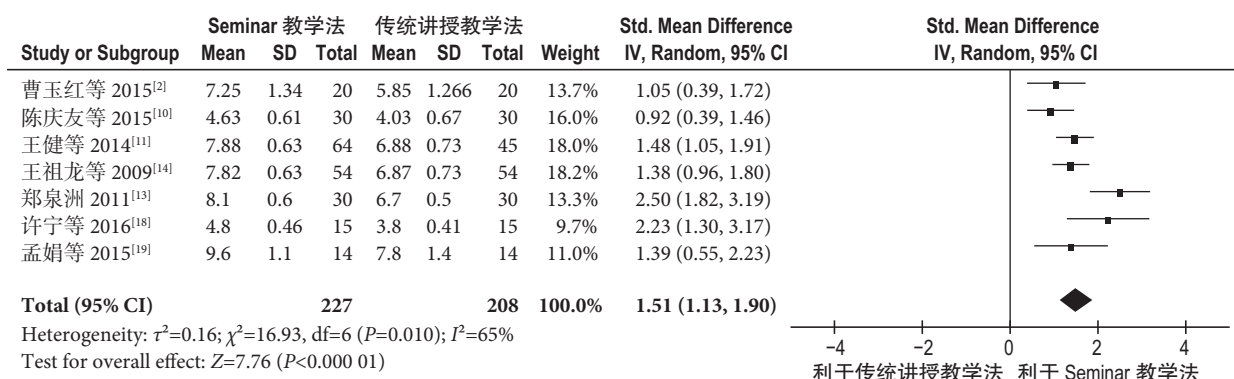 Seminar 教学法 传统讲授教学法 Std. Mean Difference Std. Mean Difference
Study or Subgroup Mean SD Total Mean SD Total Weight IV, Random, 95% CI IV, Random, 95% CI
曹玉红等 2015[2] 7.25 1.34 20 5.85 1.266 20 13.7% 1.05 (0.39, 1.72)
陈庆友等 2015[10] 4.63 0.61 30 4.03 0.67 30 16.0% 0.92 (0.39, 1.46)
王健等 2014[11] 7.88 0.63 64 6.88 0.73 45 18.0% 1.48 (1.05, 1.91)
王祖龙等 2009[14] 7.82 0.63 54 6.87 0.73 54 18.2% 1.38 (0.96, 1.80)
郑泉洲 2011[13] 8.1 0.6 30 6.7 0.5 30 13.3% 2.50 (1.82, 3.19)
许宁等 2016[18] 4.8 0.46 15 3.8 0.41 15 9.7% 2.23 (1.30, 3.17)
孟娟等 2015[19] 9.6 1.1 14 7.8 1.4 14 11.0% 1.39 (0.55, 2.23)
Total (95% CI) 227 208 100.0% 1.51 (1.13, 1.90)
Heterogeneity: τ²=0.16; χ²=16.93, df=6 (P=0.010); I²=65%
Test for overall effect: Z=7.76 (P<0.000 01)
−4 −2 0 2 4
利于传统讲授教学法 利于 Seminar 教学法